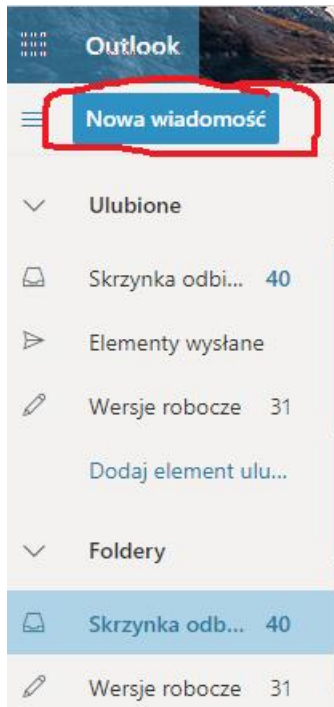 Outlook
Nowa wiadomość
Ulubione
Skrzynka odbi... 40
Elementy wysłane
Wersje robocze 31
Dodaj element ulu...
Foldery
Skrzynka odb... 40
Wersje robocze 31